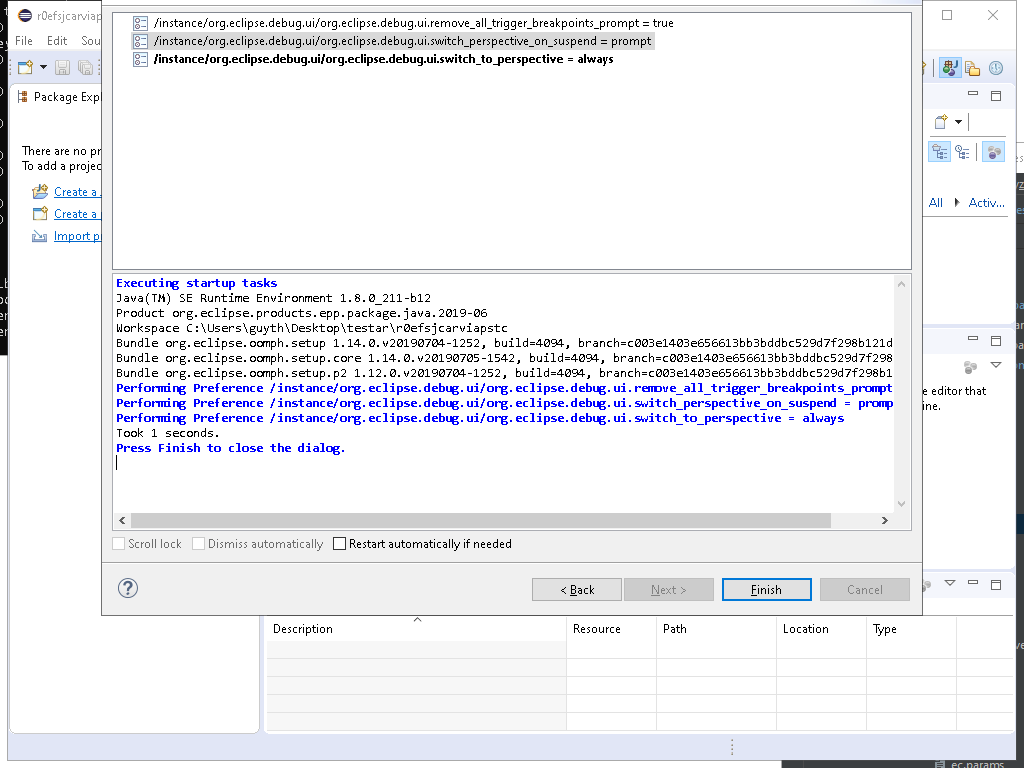 r0efsjcarviap
File Edit Sou
Package Expl
There are no pr
To add a projec
Create a
Create a
Import p
/instance/org.eclipse.debug.ui/org.eclipse.debug.ui.remove_all_trigger_breakpoints_prompt = true
/instance/org.eclipse.debug.ui/org.eclipse.debug.ui.switch_perspective_on_suspend = prompt
/instance/org.eclipse.debug.ui/org.eclipse.debug.ui.switch_to_perspective = always
Executing startup tasks
Java(TM) SE Runtime Environment 1.8.0_211-b12
Product org.eclipse.products.epp.package.java.2019-06
Workspace C:\Users\guyth\Desktop\testar\r0efsjcarviapstc
Bundle org.eclipse.oomph.setup 1.14.0.v20190704-1252, build=4094, branch=c003e1403e656613bb3bddbc529d7f298b121d
Bundle org.eclipse.oomph.setup.core 1.14.0.v20190705-1542, build=4094, branch=c003e1403e656613bb3bddbc529d7f298
Bundle org.eclipse.oomph.setup.p2 1.12.0.v20190704-1252, build=4094, branch=c003e1403e656613bb3bddbc529d7f298b1
Performing Preference /instance/org.eclipse.debug.ui/org.eclipse.debug.ui.remove_all_trigger_breakpoints_prompt
Performing Preference /instance/org.eclipse.debug.ui/org.eclipse.debug.ui.switch_perspective_on_suspend = promp
Performing Preference /instance/org.eclipse.debug.ui/org.eclipse.debug.ui.switch_to_perspective = always
Took 1 seconds.
Press Finish to close the dialog.
Scroll lock Dismiss automatically Restart automatically if needed
< Back Next > Finish Cancel
All Activ...
e editor that
ine.
Description Resource Path Location Type
ec.params